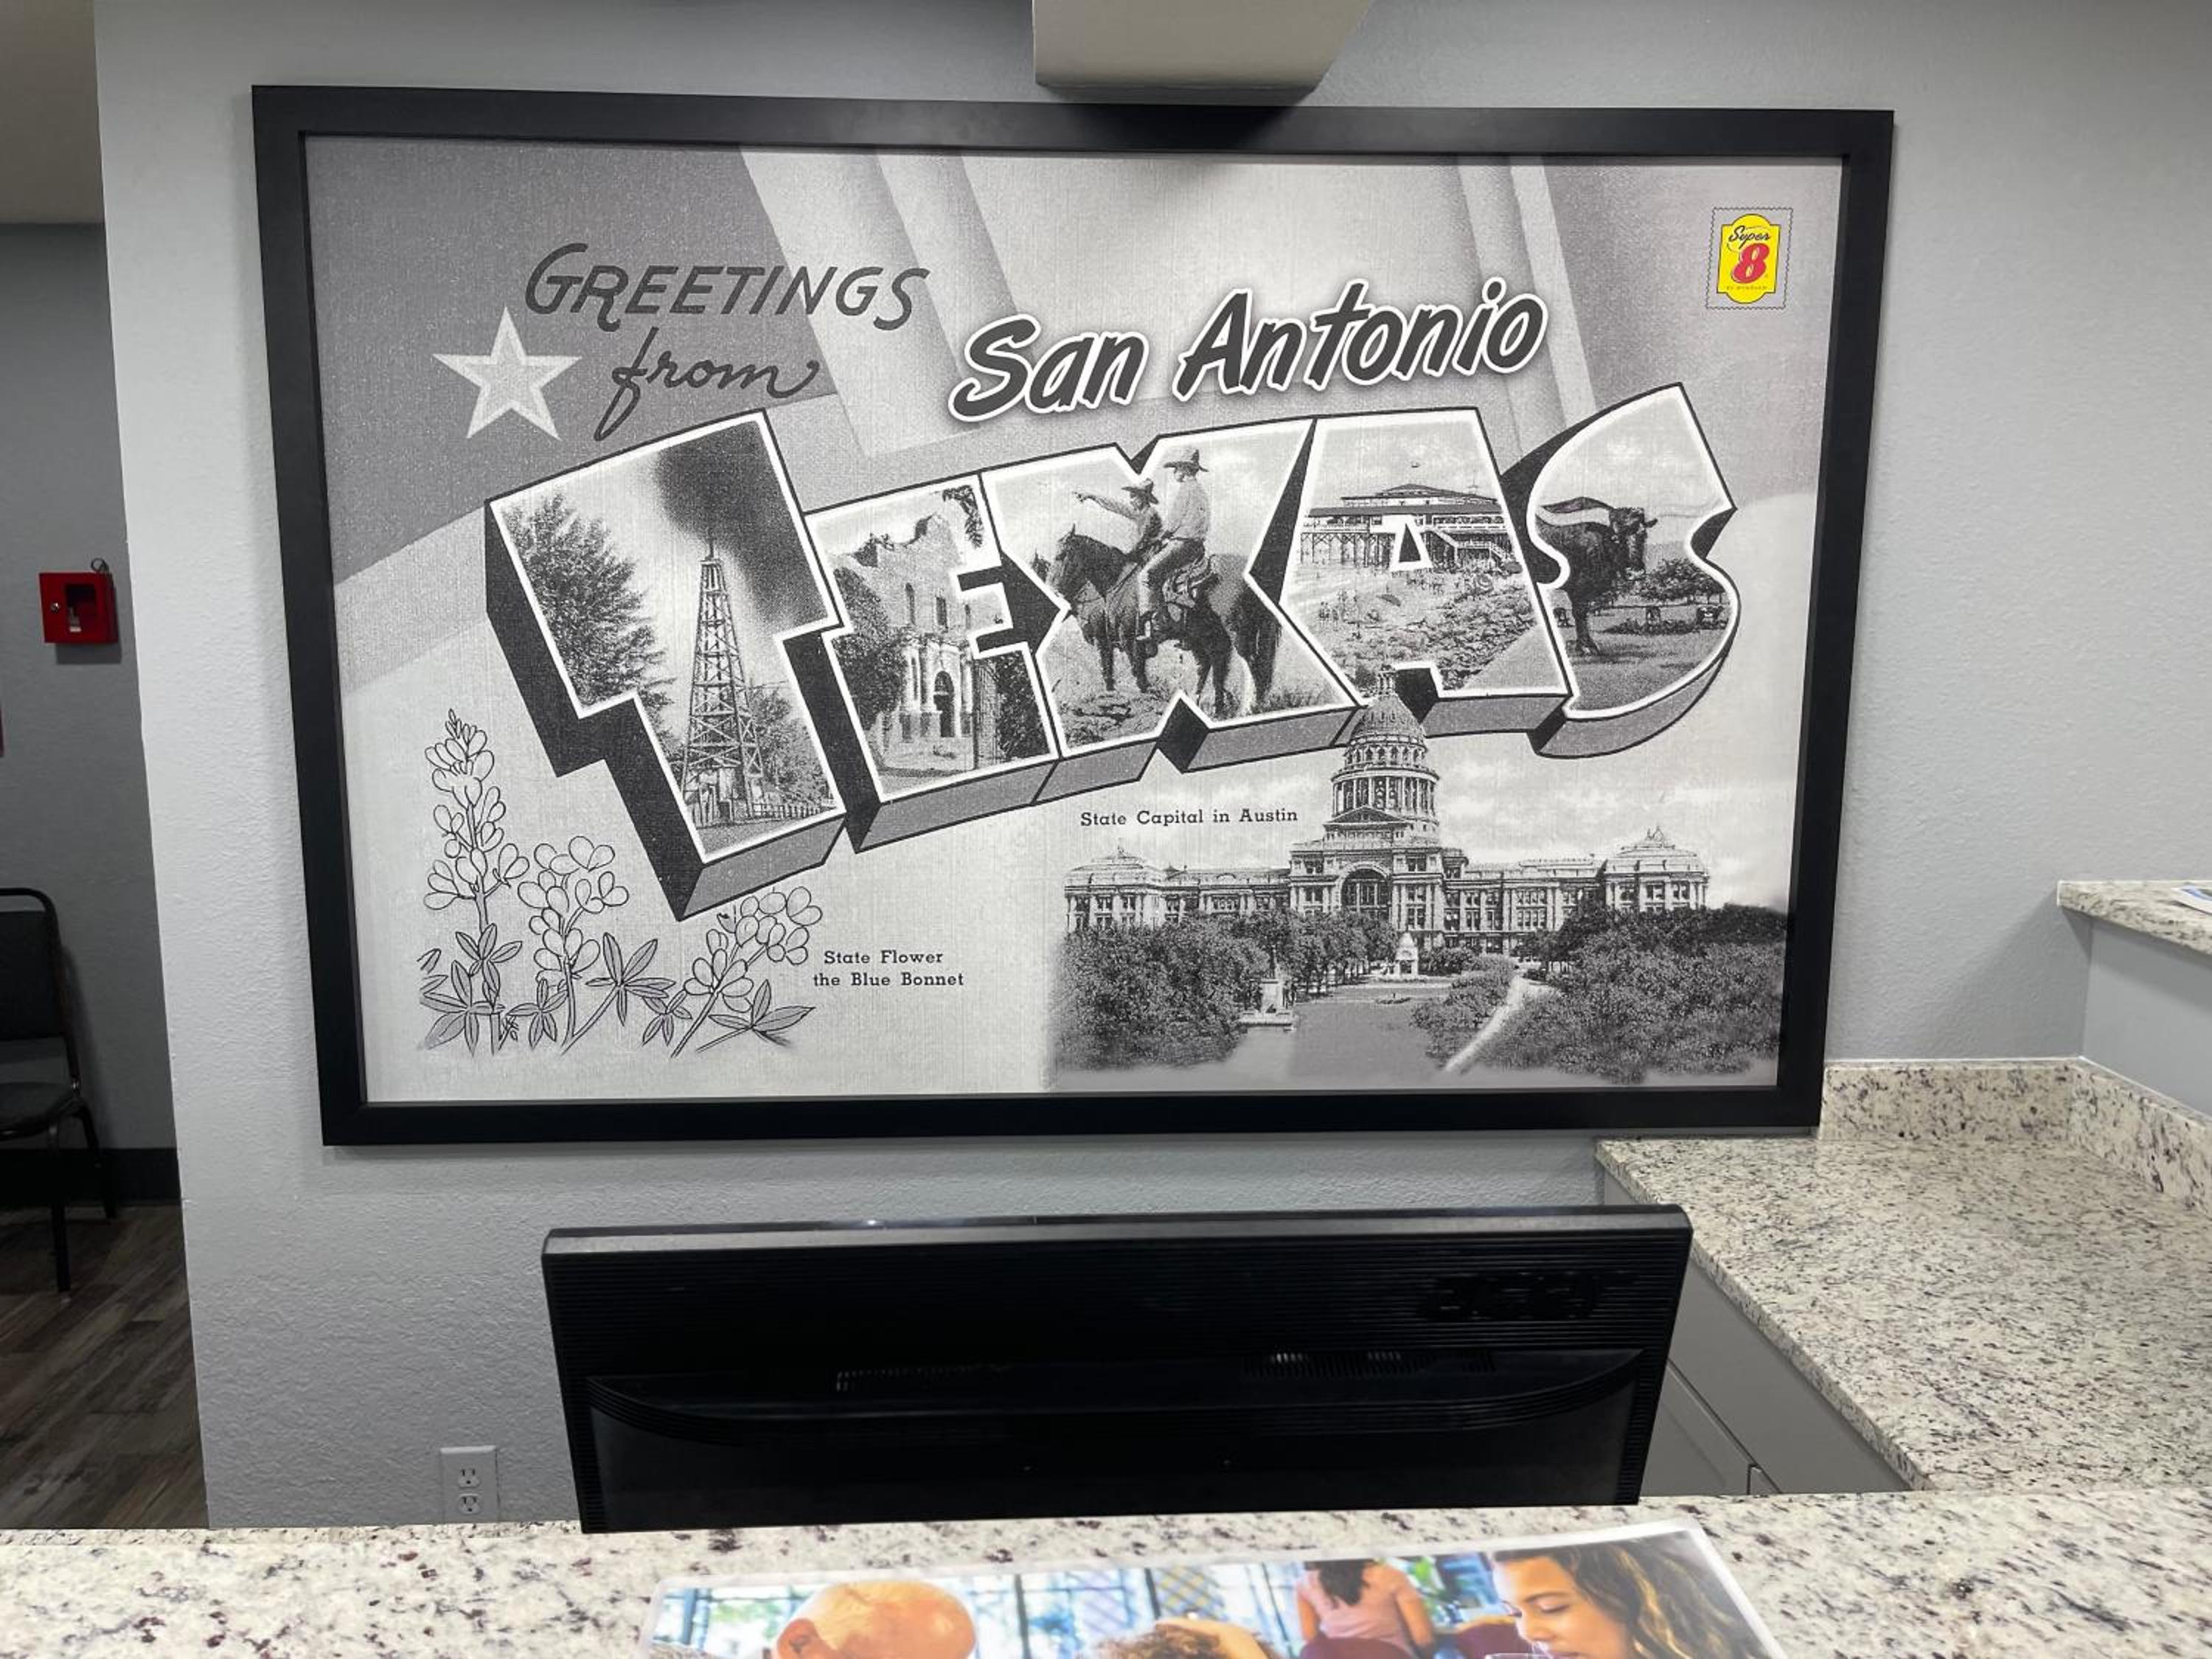 GREETINGS
from
San Antonio
TEXAS
Super
8
State Capital in Austin
State Flower
the Blue Bonnet